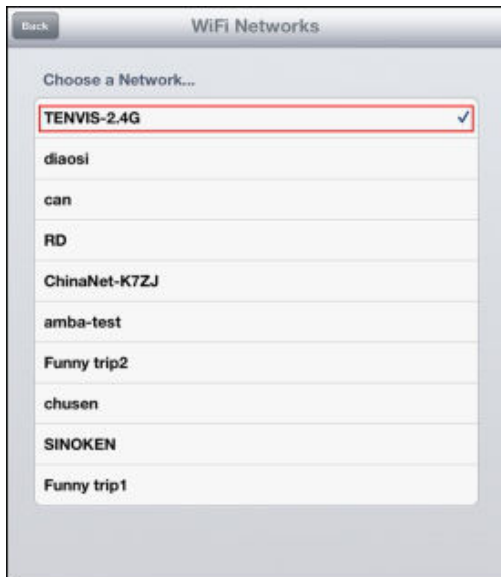 Back
WiFi Networks
Choose a Network...
TENVIS-2.4G
diaosi
can
RD
ChinaNet-K7ZJ
amba-test
Funny trip2
chusen
SINOKEN
Funny trip1